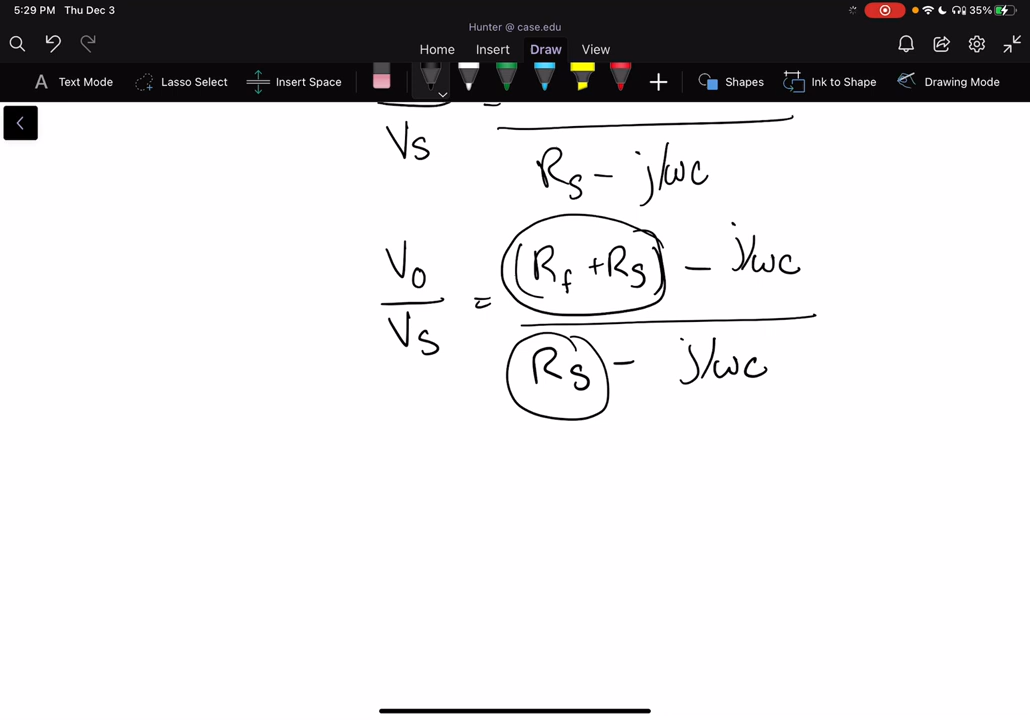 5:29 PM Thu Dec 3
35%
Hunter @ case.edu
Home Insert Draw View
Text Mode Lasso Select Insert Space Shapes Ink to Shape Drawing Mode
Vs =
Rs - j/wc
Vo / Vs = (Rf + Rs) - j/wc
Rs - j/wc